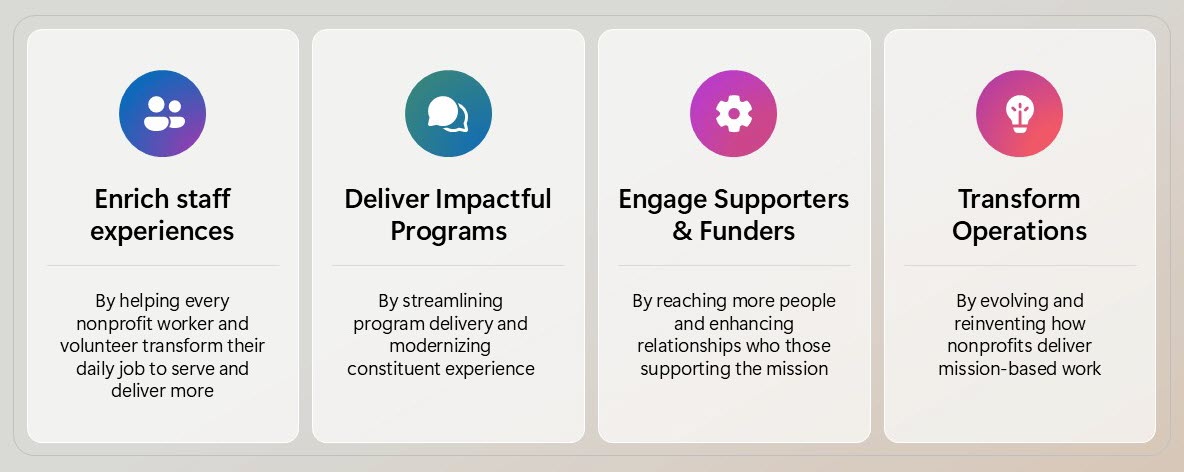 Enrich staff
experiences
By helping every
nonprofit worker and
volunteer transform their
daily job to serve and
deliver more
Deliver Impactful
Programs
By streamlining
program delivery and
modernizing
constituent experience
Engage Supporters
& Funders
By reaching more people
and enhancing
relationships who those
supporting the mission
Transform
Operations
By evolving and
reinventing how
nonprofits deliver
mission-based work